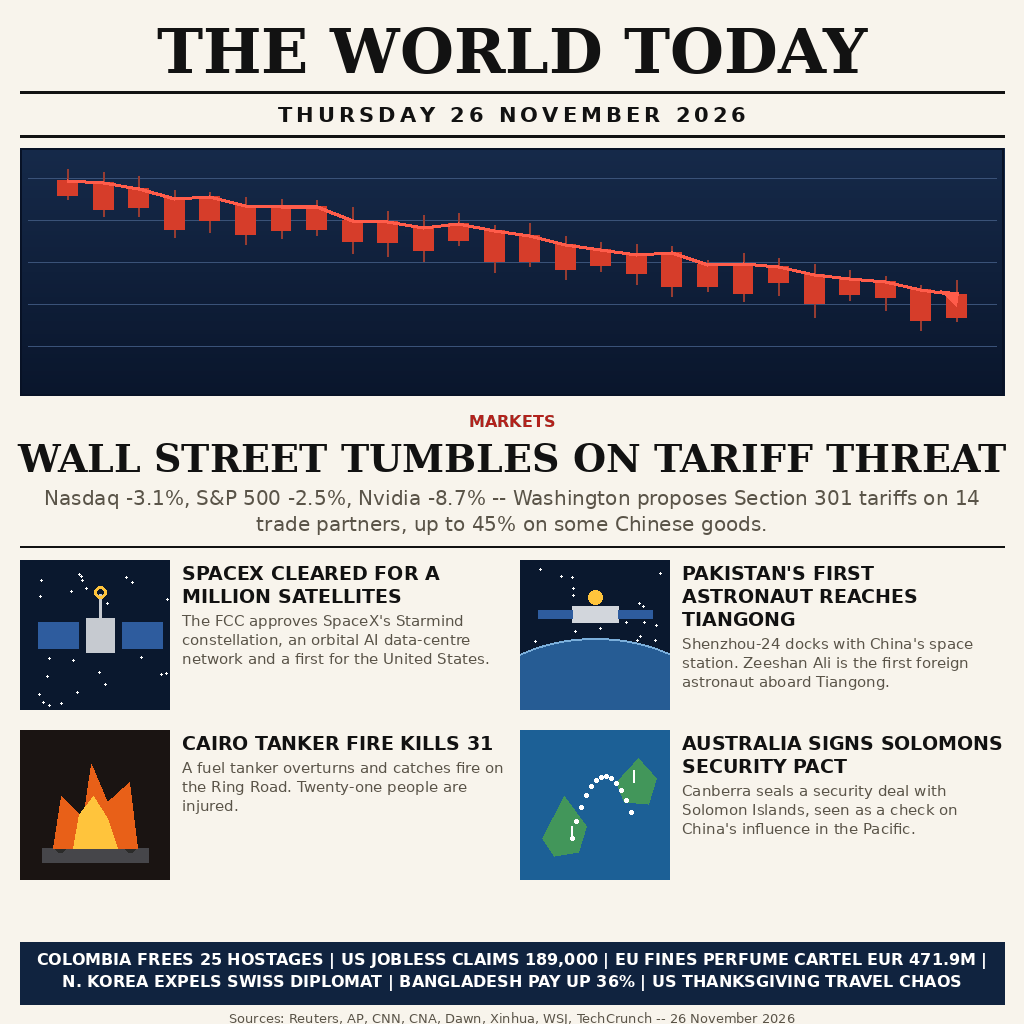 THE WORLD TODAY
THURSDAY 26 NOVEMBER 2026
MARKETS
WALL STREET TUMBLES ON TARIFF THREAT
Nasdaq -3.1%, S&P 500 -2.5%, Nvidia -8.7% -- Washington proposes Section 301 tariffs on 14
trade partners, up to 45% on some Chinese goods.
SPACEX CLEARED FOR A
MILLION SATELLITES
The FCC approves SpaceX's Starmind
constellation, an orbital AI data-centre
network and a first for the United States.
PAKISTAN'S FIRST
ASTRONAUT REACHES
TIANGONG
Shenzhou-24 docks with China's space
station. Zeeshan Ali is the first foreign
astronaut aboard Tiangong.
CAIRO TANKER FIRE KILLS 31
A fuel tanker overturns and catches fire on
the Ring Road. Twenty-one people are
injured.
AUSTRALIA SIGNS SOLOMONS
SECURITY PACT
Canberra seals a security deal with
Solomon Islands, seen as a check on
China's influence in the Pacific.
COLOMBIA FREES 25 HOSTAGES | US JOBLESS CLAIMS 189,000 | EU FINES PERFUME CARTEL EUR 471.9M |
N. KOREA EXPELS SWISS DIPLOMAT | BANGLADESH PAY UP 36% | US THANKSGIVING TRAVEL CHAOS
Sources: Reuters, AP, CNN, CNA, Dawn, Xinhua, WSJ, TechCrunch -- 26 November 2026